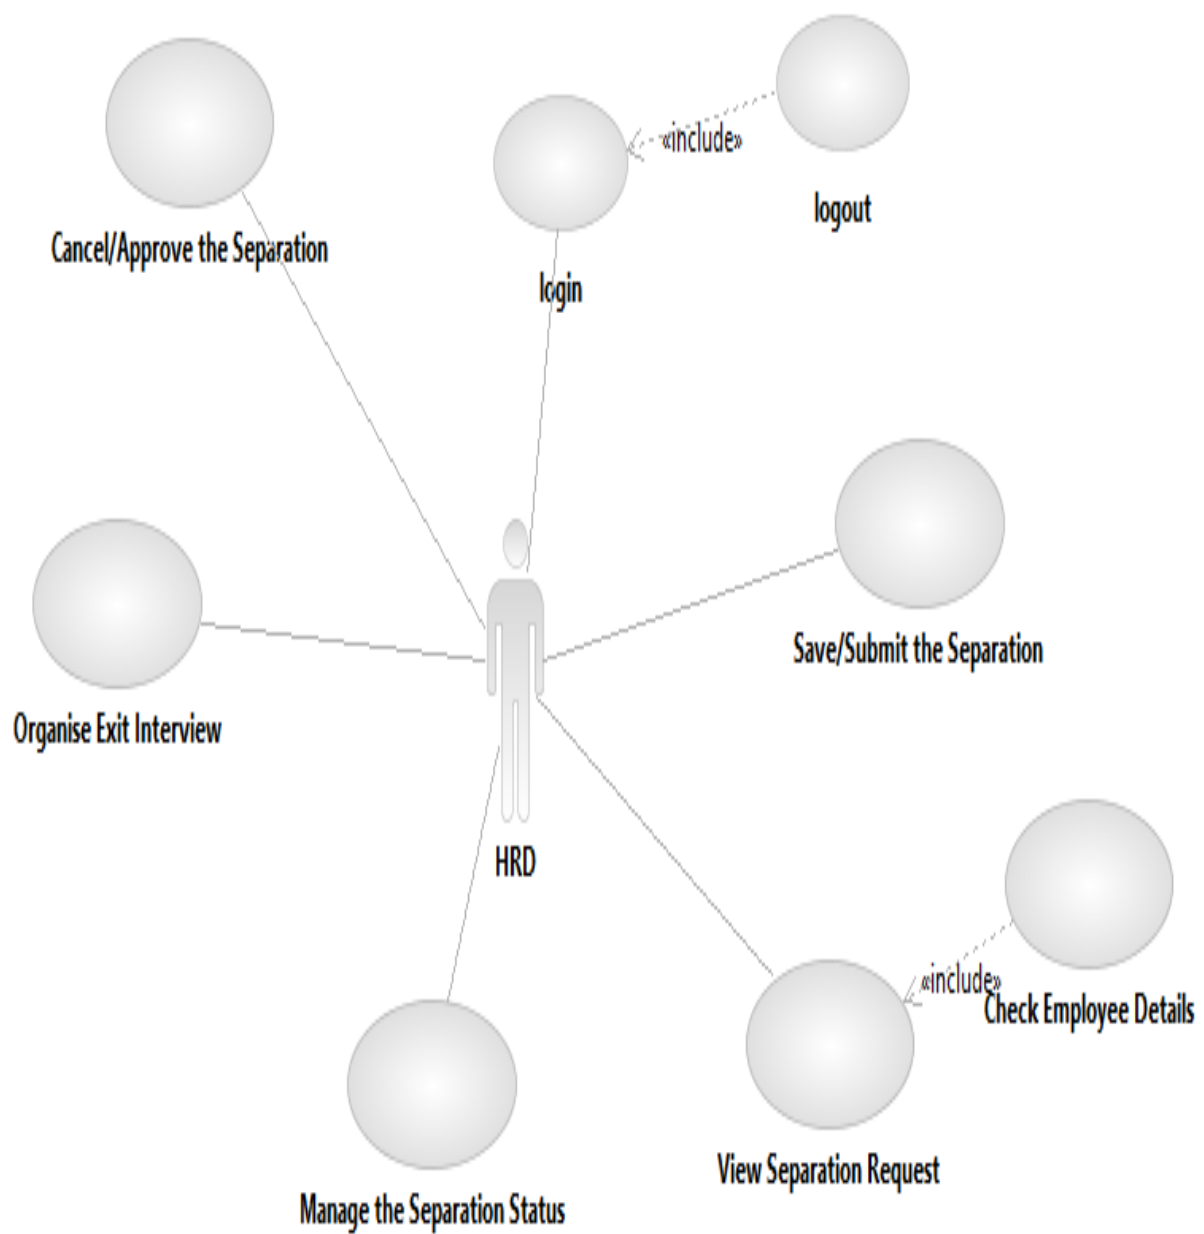 «include»
logout
Cancel/Approve the Separation
login
Save/Submit the Separation
Organise Exit Interview
HRD
«include»
Check Employee Details
View Separation Request
Manage the Separation Status